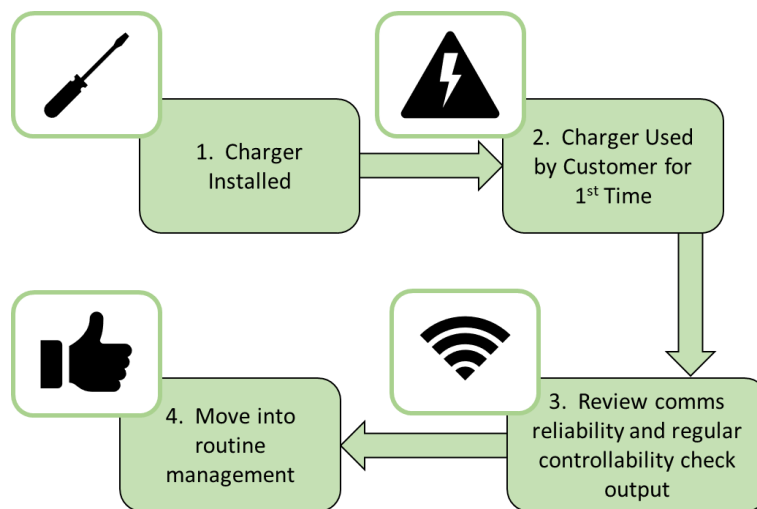 1. Charger
Installed
2. Charger Used
by Customer for
1st Time
3. Review comms
reliability and regular
controllability check
output
4. Move into
routine
management